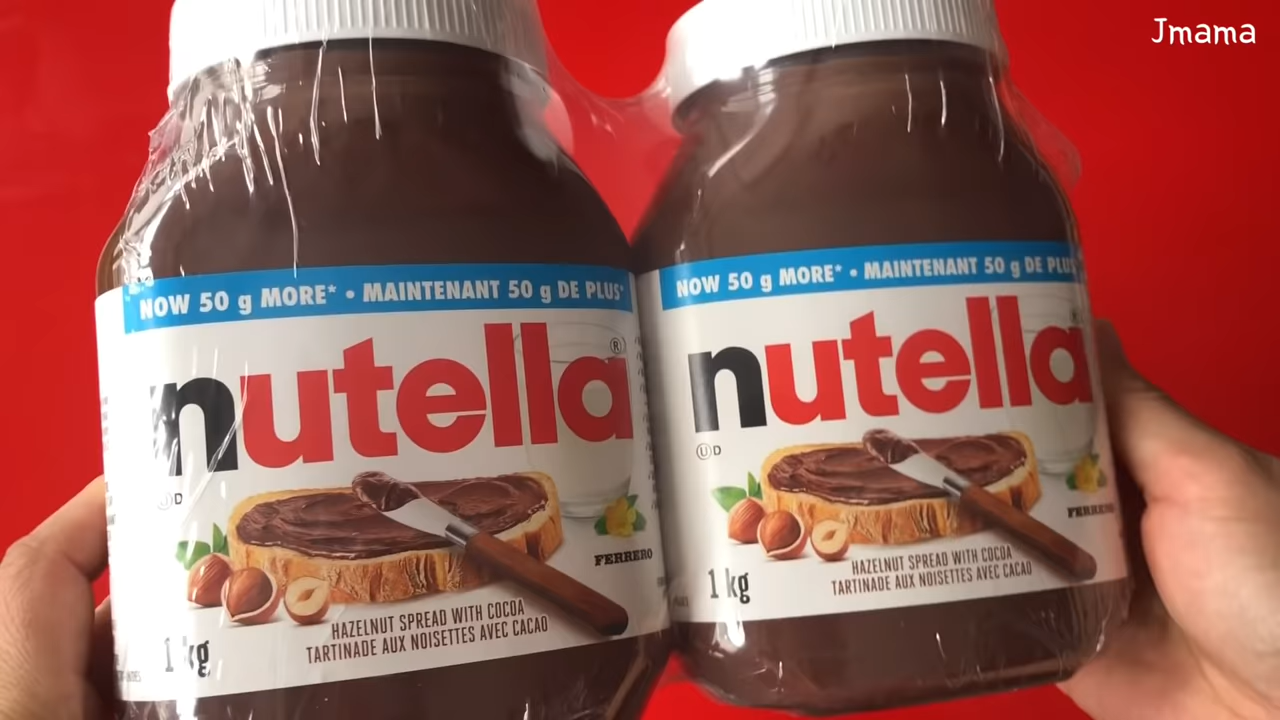 Jmama
NOW 50 g MORE* • MAINTENANT 50 g DE PLUS*
nutella®
UD
FERRERO
HAZELNUT SPREAD WITH COCOA
TARTINADE AUX NOISETTES AVEC CACAO
1 kg
NOW 50 g MORE* • MAINTENANT 50 g DE PLUS
nutella
UD
FERRERO
HAZELNUT SPREAD WITH COCOA
TARTINADE AUX NOISETTES AVEC CACAO
1 kg